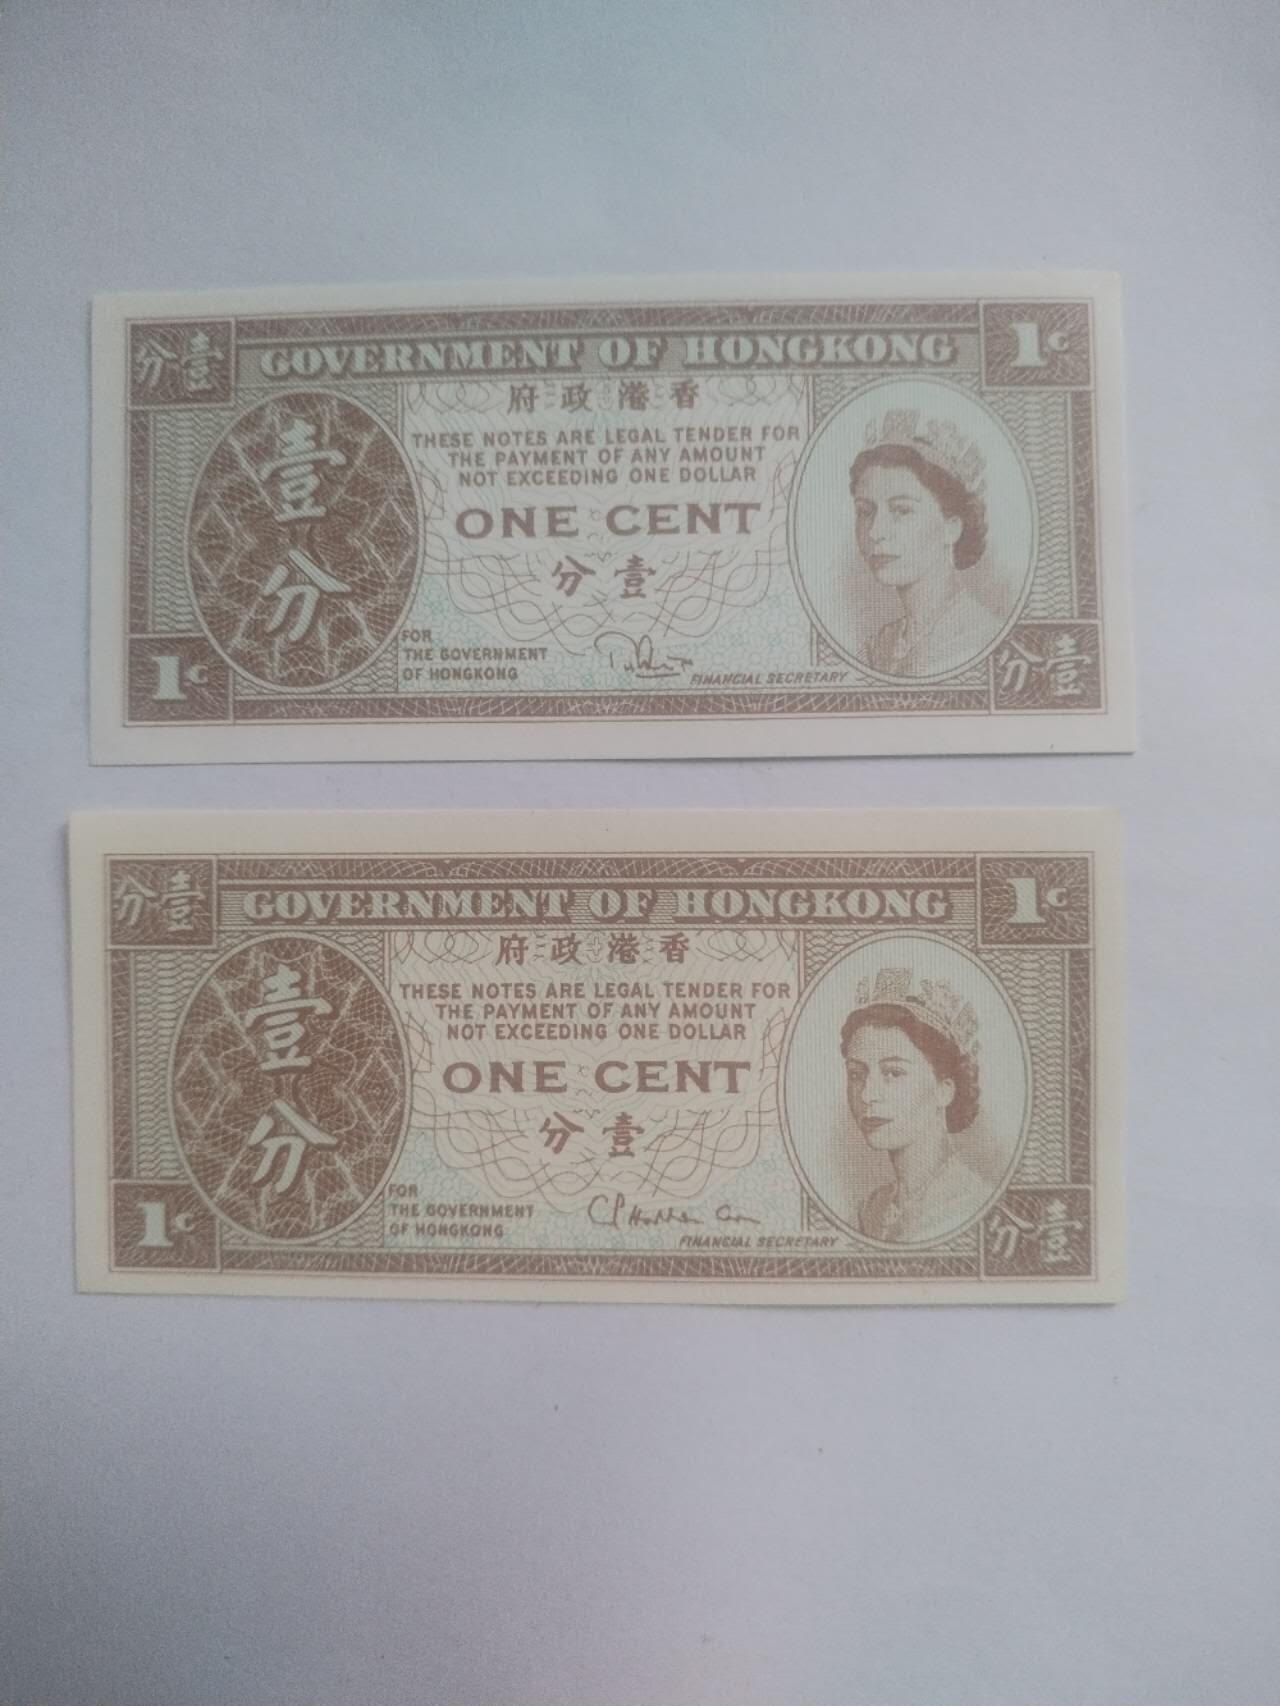 分壹
GOVERNMENT OF HONGKONG
1C
府政港香
THESE NOTES ARE LEGAL TENDER FOR
THE PAYMENT OF ANY AMOUNT
NOT EXCEEDING ONE DOLLAR
壹
分
ONE CENT
分壹
FOR
THE GOVERNMENT
OF HONGKONG
FINANCIAL SECRETARY
1C
分壹
分壹
GOVERNMENT OF HONGKONG
1C
府政港香
THESE NOTES ARE LEGAL TENDER FOR
THE PAYMENT OF ANY AMOUNT
NOT EXCEEDING ONE DOLLAR
壹
分
ONE CENT
分壹
FOR
THE GOVERNMENT
OF HONGKONG
FINANCIAL SECRETARY
1C
分壹